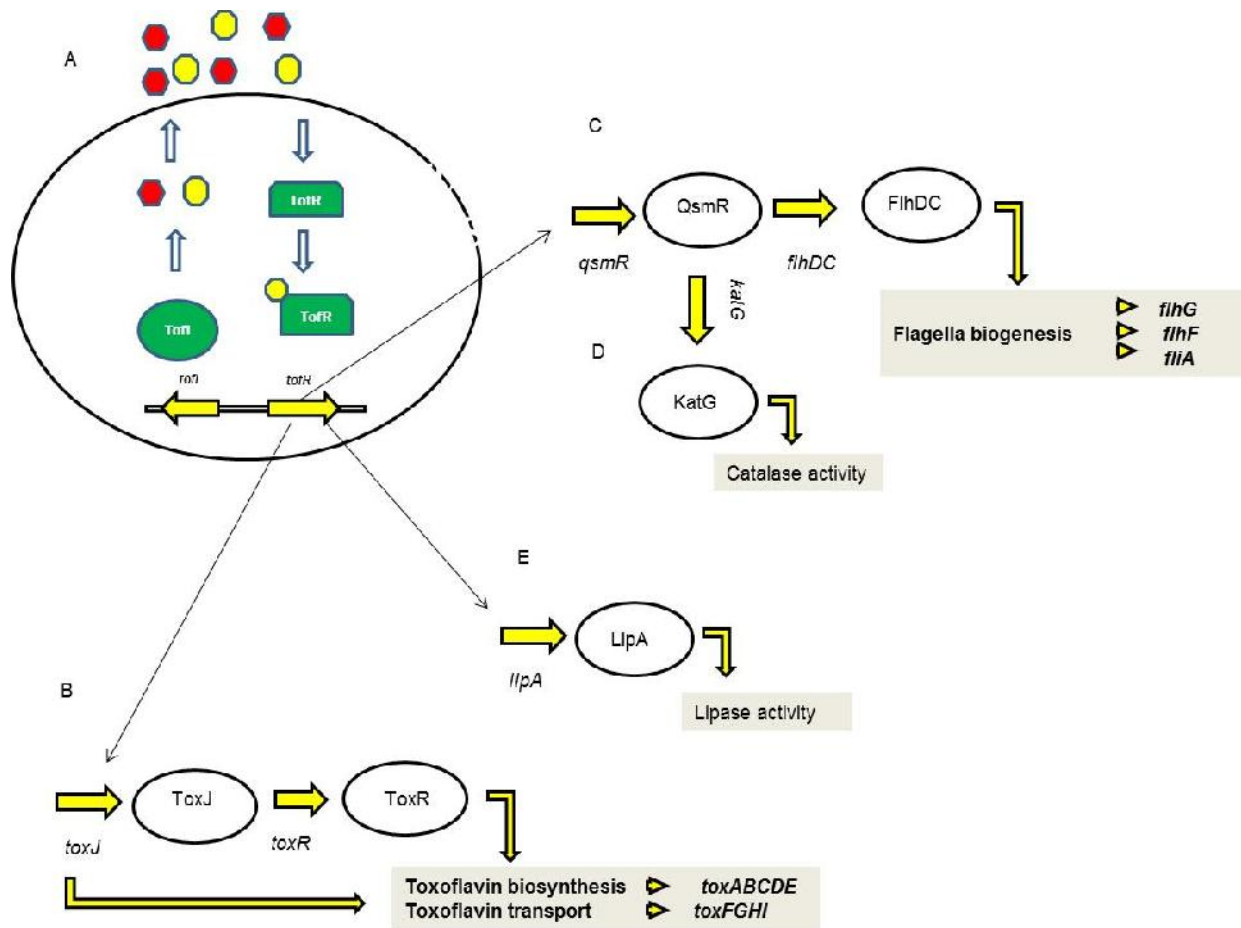 A
C
TofR
QsmR
FlhDC
qsmR
flhDC
katG
TofR
TofI
Flagella biogenesis
flhG
flhF
fliA
D
tofI
tofR
KatG
Catalase activity
E
LipA
lipA
Lipase activity
B
ToxJ
ToxR
toxJ
toxR
Toxoflavin biosynthesis toxABCDE
Toxoflavin transport toxFGHI